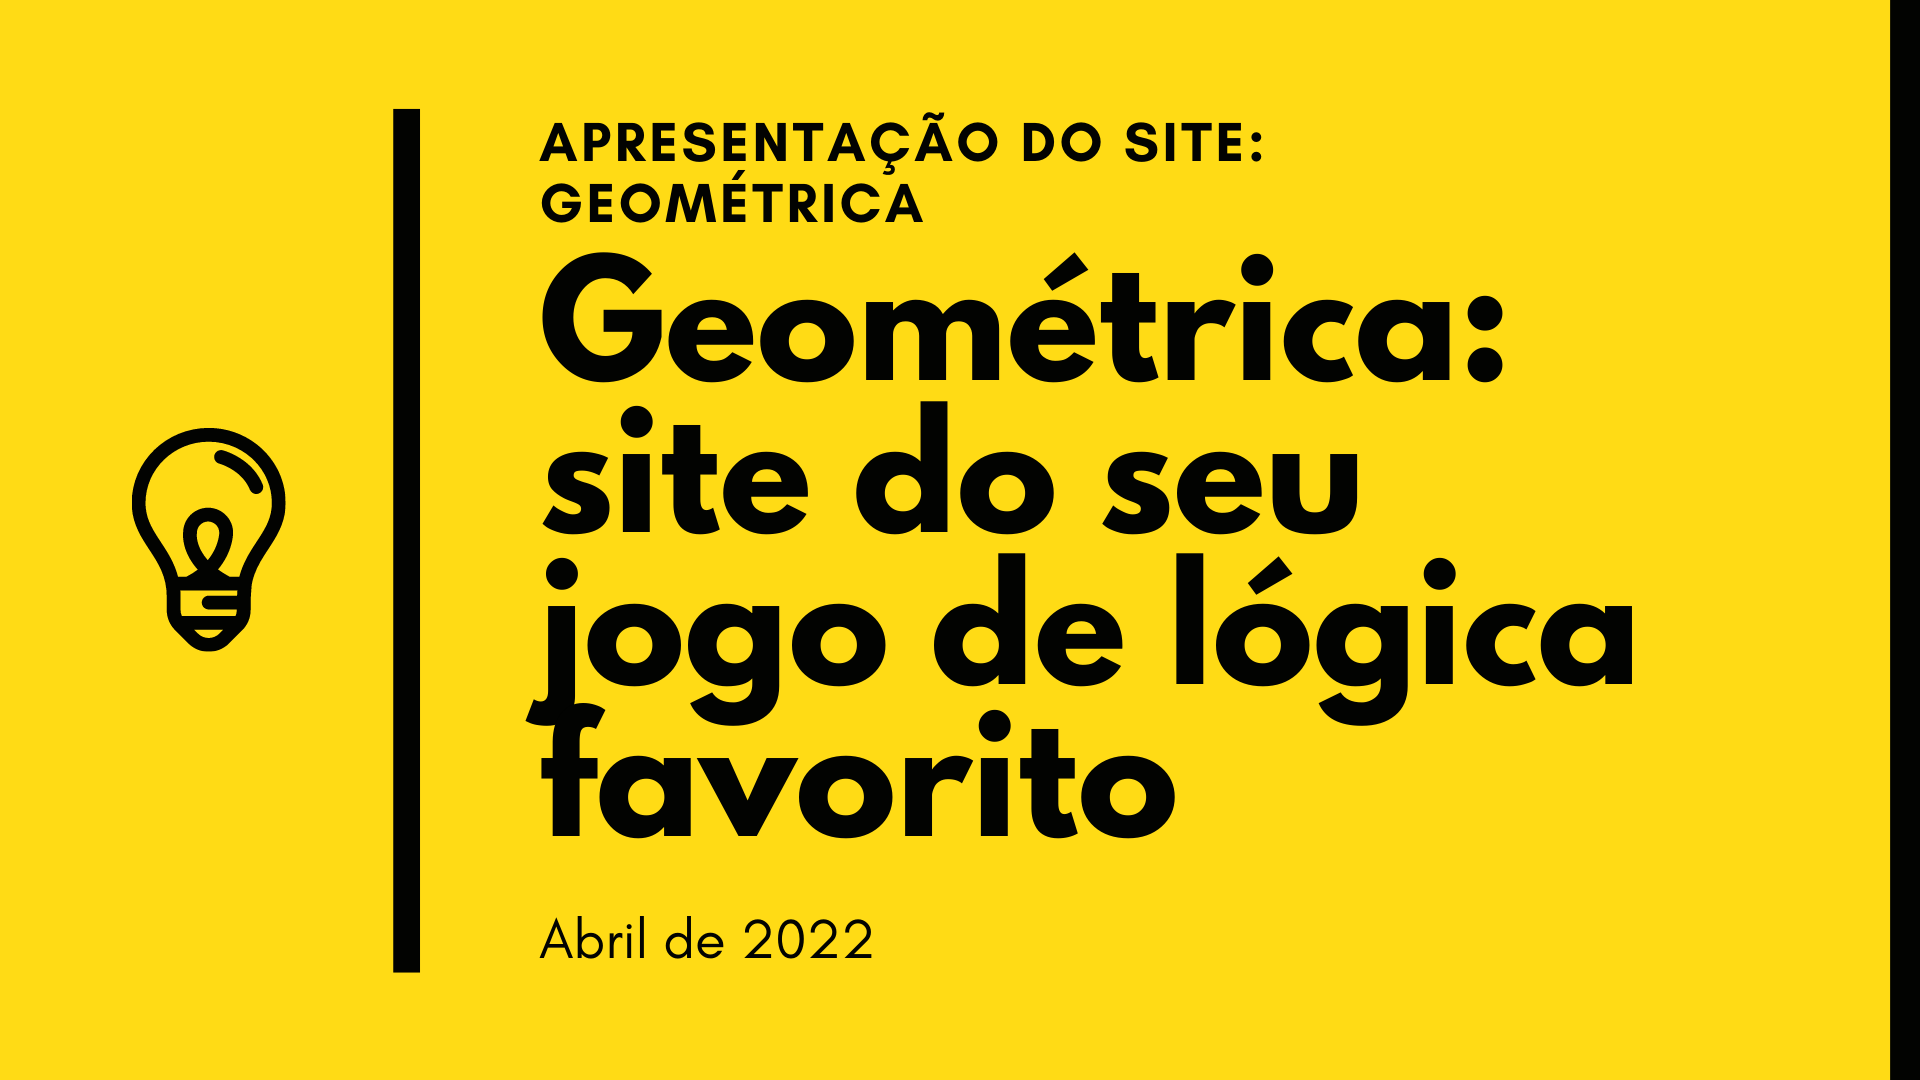 APRESENTAÇÃO DO SITE:
GEOMÉTRICA
Geométrica:
site do seu
jogo de lógica
favorito
Abril de 2022